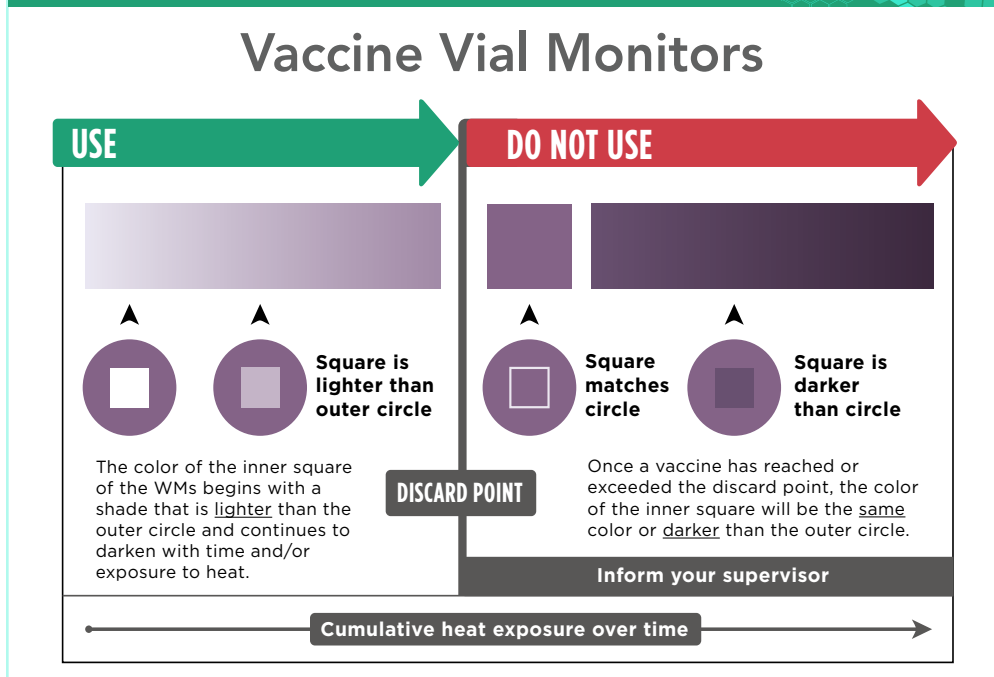 Vaccine Vial Monitors
USE
DO NOT USE
Square is
lighter than
outer circle
Square
matches
circle
Square is
darker
than circle
The color of the inner square
of the WMs begins with a
shade that is lighter than the
outer circle and continues to
darken with time and/or
exposure to heat.
DISCARD POINT
Once a vaccine has reached or
exceeded the discard point, the color
of the inner square will be the same
color or darker than the outer circle.
Inform your supervisor
Cumulative heat exposure over time